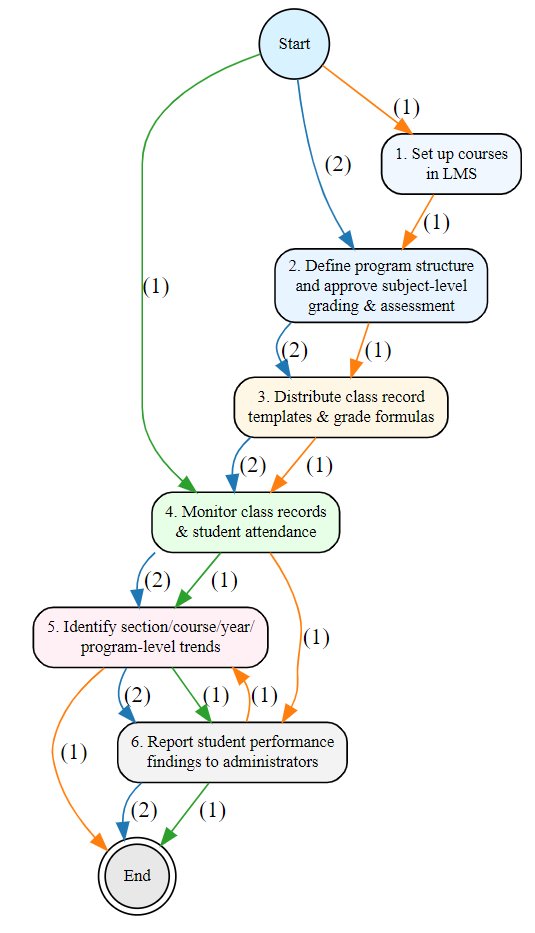 Start
(1)
(2)
1. Set up courses
in LMS
(1)
(1)
2. Define program structure
and approve subject-level
grading & assessment
(2)
(1)
3. Distribute class record
templates & grade formulas
(2)
(1)
4. Monitor class records
& student attendance
(2)
(1)
(1)
5. Identify section/course/year/
program-level trends
(1)
(2)
(1)
(1)
6. Report student performance
findings to administrators
(2)
(1)
End